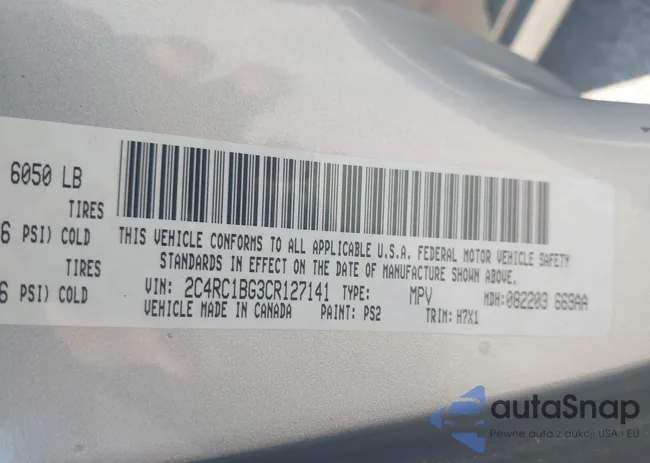 6050 LB
TIRES
6 PSI) COLD
TIRES
6 PSI) COLD
THIS VEHICLE CONFORMS TO ALL APPLICABLE U.S.A. FEDERAL MOTOR VEHICLE SAFETY
STANDARDS IN EFFECT ON THE DATE OF MANUFACTURE SHOWN ABOVE.
VIN: 2C4RC1BG3CR127141 TYPE: MPV MDH:082203 669AA
VEHICLE MADE IN CANADA PAINT: PS2 TRIM: H7X1
autaSnap
Pewne auta z aukcji USA i EU